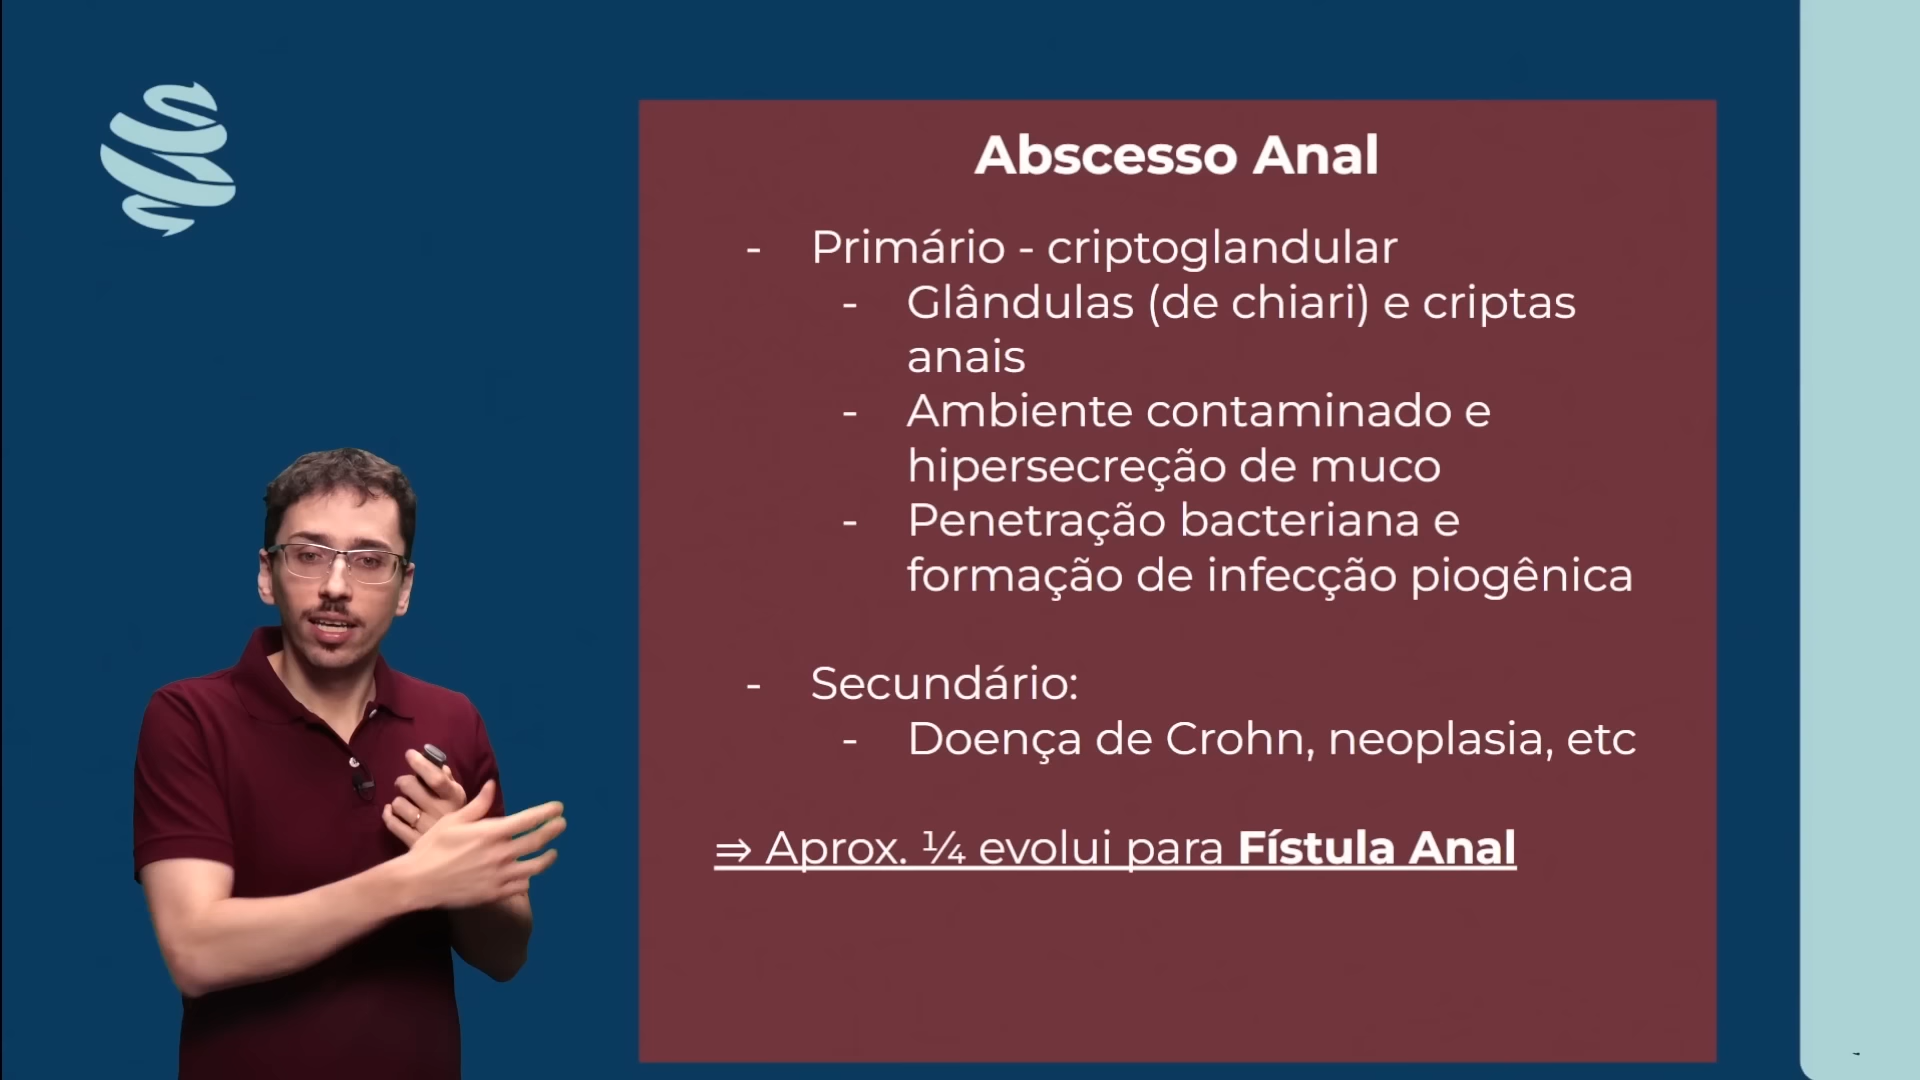 Abscesso Anal
- Primário - criptoglandular
- Glândulas (de chiari) e criptas
anais
- Ambiente contaminado e
hipersecreção de muco
- Penetração bacteriana e
formação de infecção piogênica
- Secundário:
- Doença de Crohn, neoplasia, etc
⇒ Aprox. ¼ evolui para Fístula Anal